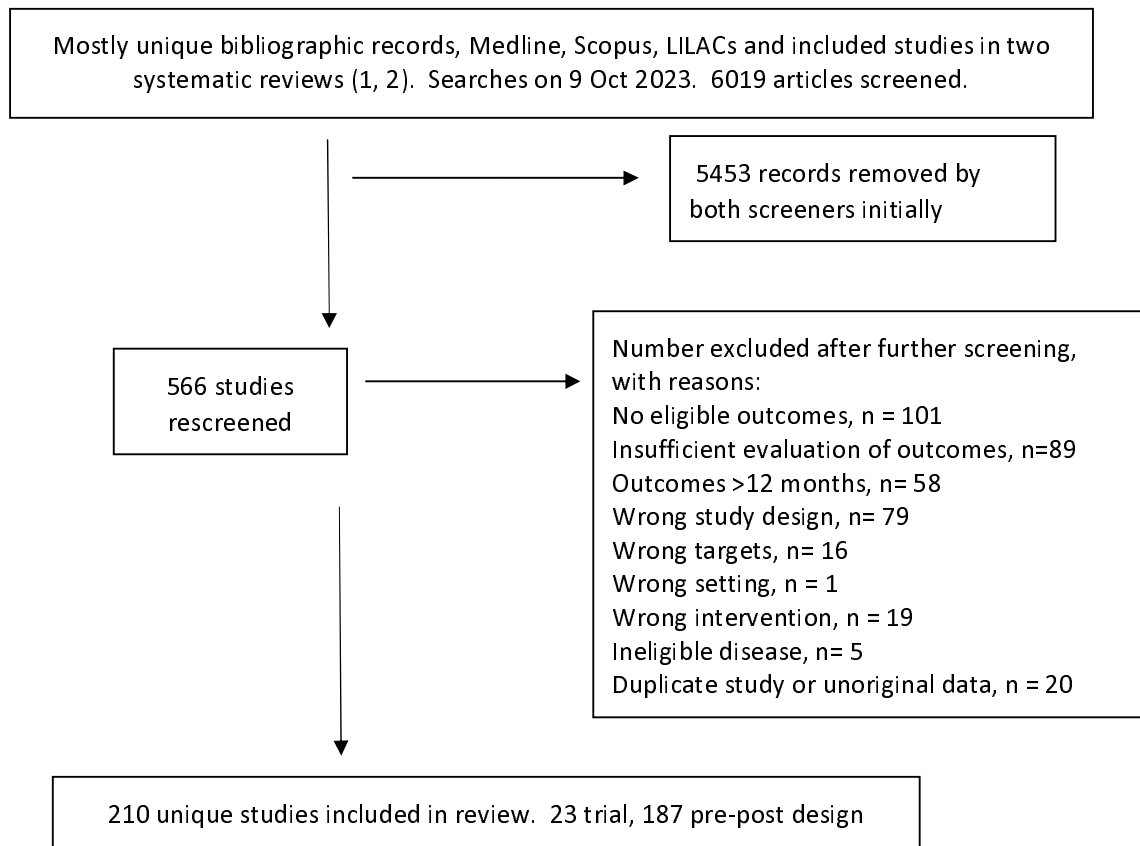 Mostly unique bibliographic records, Medline, Scopus, LILACs and included studies in two
systematic reviews (1, 2).  Searches on 9 Oct 2023.  6019 articles screened.
5453 records removed by
both screeners initially
566 studies
rescreened
Number excluded after further screening,
with reasons:
No eligible outcomes, n = 101
Insufficient evaluation of outcomes, n=89
Outcomes >12 months, n= 58
Wrong study design, n= 79
Wrong targets, n= 16
Wrong setting, n = 1
Wrong intervention, n = 19
Ineligible disease, n= 5
Duplicate study or unoriginal data, n = 20
210 unique studies included in review.  23 trial, 187 pre-post design